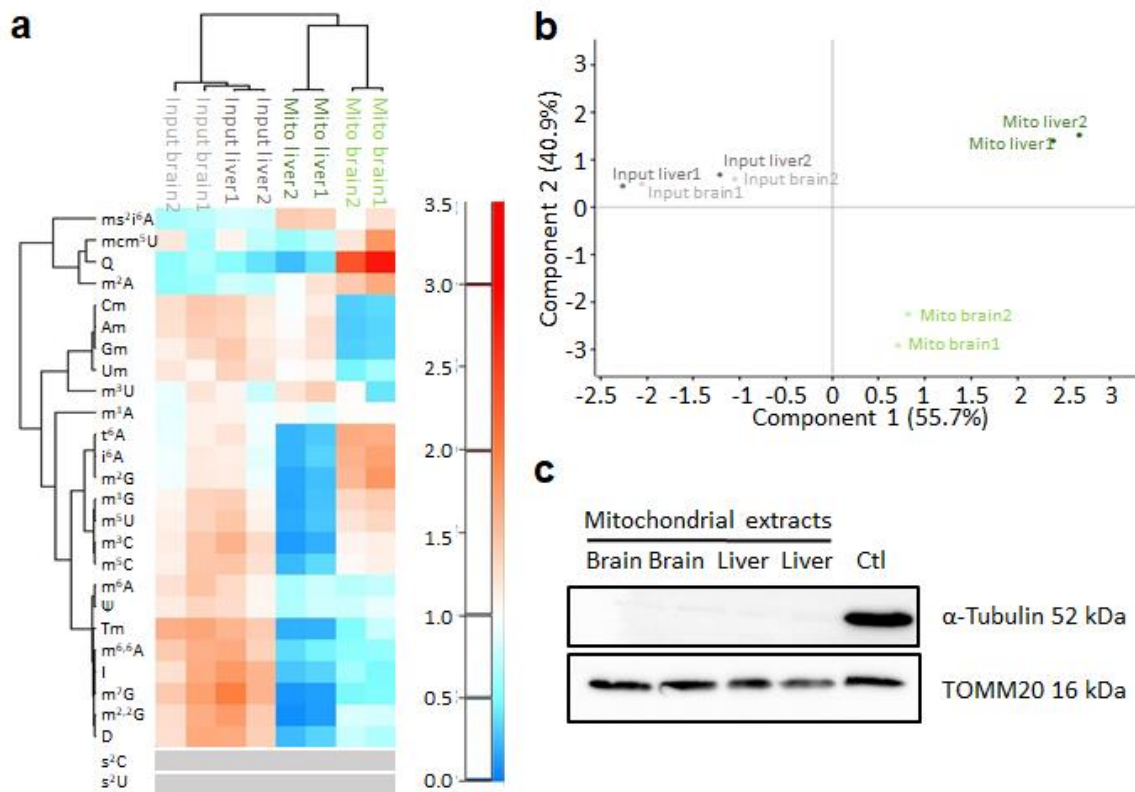 a
Input brain2
Input brain1
Input liver1
Input liver2
Mito liver2
Mito liver1
Mito brain2
Mito brain1
ms²i⁶A
mcm⁵U
Q
m²A
Cm
Am
Gm
Um
m³U
m¹A
t⁶A
i⁶A
m²G
m¹G
m⁵U
m³C
m⁵C
m⁶A
Ψ
Tm
m⁶,⁶A
I
m⁷G
m²,²G
D
s²C
s²U
3.5
3.0
2.5
2.0
1.5
1.0
0.5
0.0
b
Component 2 (40.9%)
3
2
1
0
-1
-2
-3
Mito liver2
Mito liver1
Input liver2
Input liver1
Input brain2
Input brain1
Mito brain2
Mito brain1
-2.5 -2 -1.5 -1 -0.5 0 0.5 1 1.5 2 2.5 3
Component 1 (55.7%)
c
Mitochondrial extracts
Brain Brain Liver Liver Ctl
α-Tubulin 52 kDa
TOMM20 16 kDa